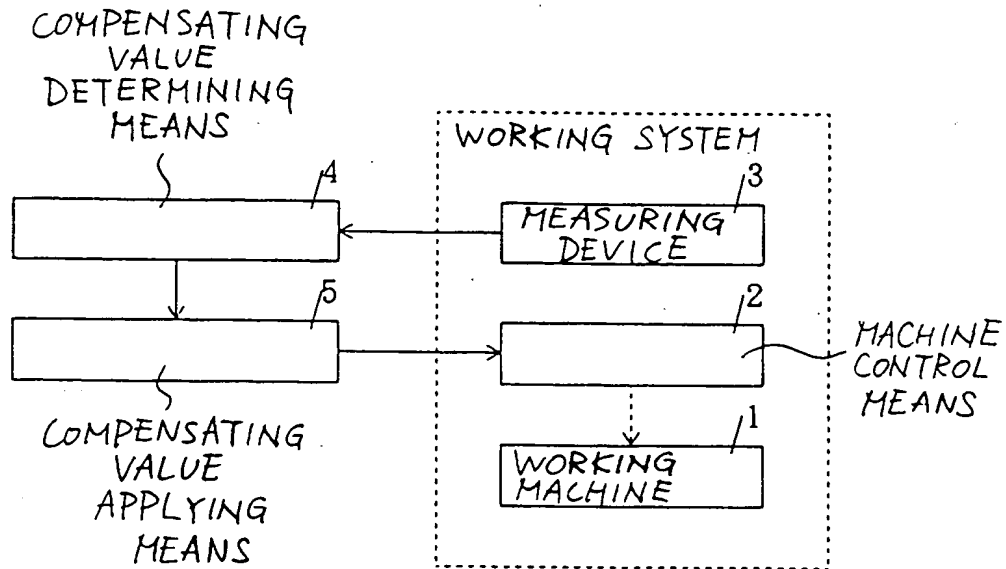 COMPENSATING
VALUE
DETERMINING
MEANS
4
WORKING SYSTEM
3
MEASURING
DEVICE
5
2
MACHINE
CONTROL
MEANS
COMPENSATING
VALUE
APPLYING
MEANS
1
WORKING
MACHINE